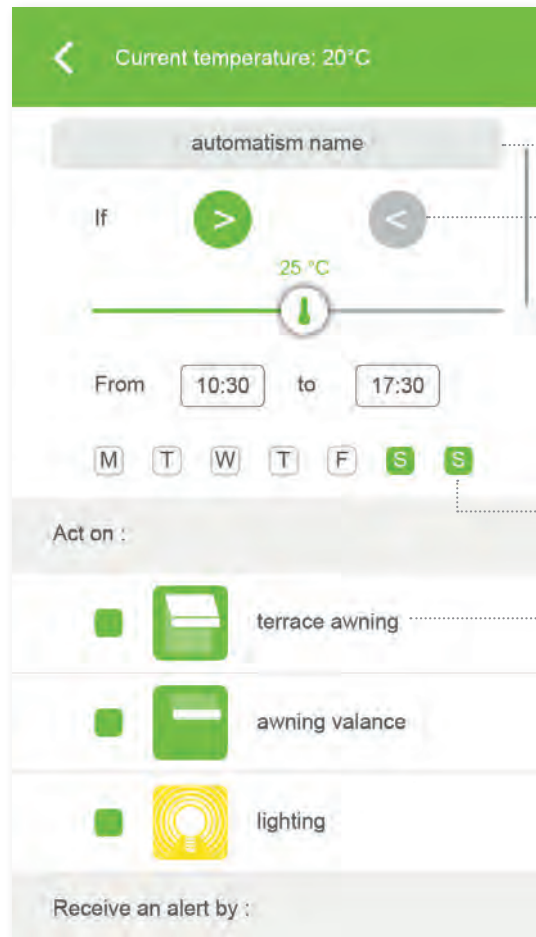 Current temperature: 20°C
automatism name
If > <
25 °C
From 10:30 to 17:30
M T W T F S S
Act on :
terrace awning
awning valance
lighting
Receive an alert by :